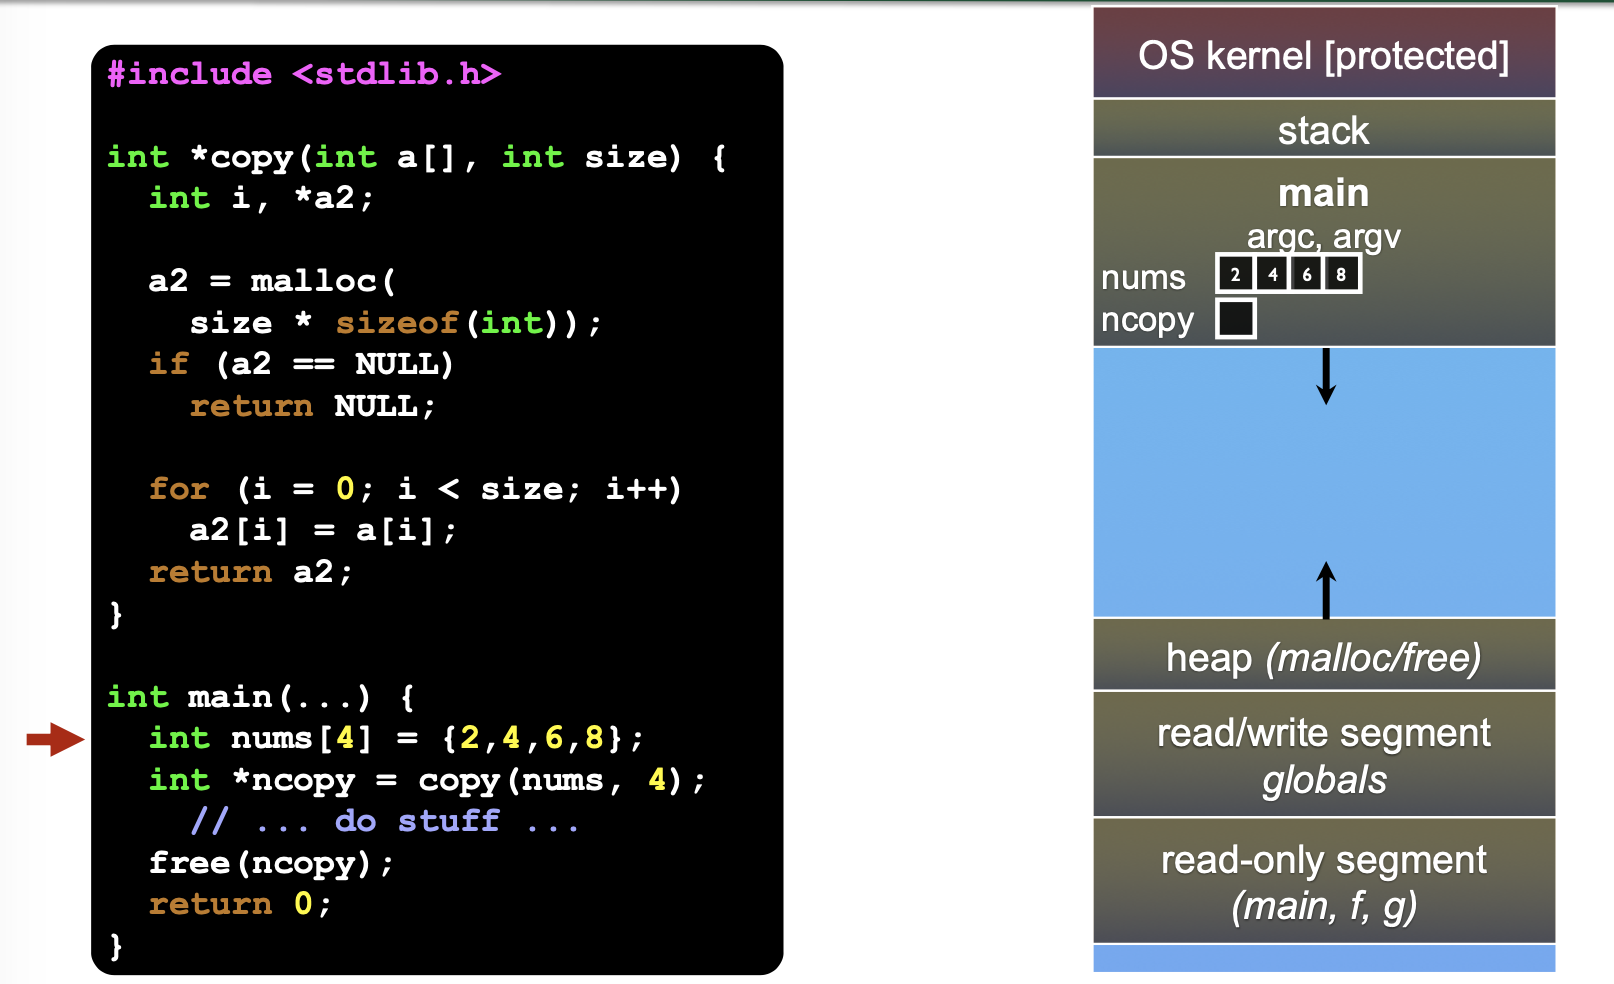 #include <stdlib.h>
int *copy(int a[], int size) {
int i, *a2;
a2 = malloc(
size * sizeof(int));
if (a2 == NULL)
return NULL;
for (i = 0; i < size; i++)
a2[i] = a[i];
return a2;
}
int main(...) {
int nums[4] = {2,4,6,8};
int *ncopy = copy(nums, 4);
// ... do stuff ...
free(ncopy);
return 0;
}
OS kernel [protected]
stack
main
argc, argv
nums 2 4 6 8
ncopy
heap (malloc/free)
read/write segment
globals
read-only segment
(main, f, g)